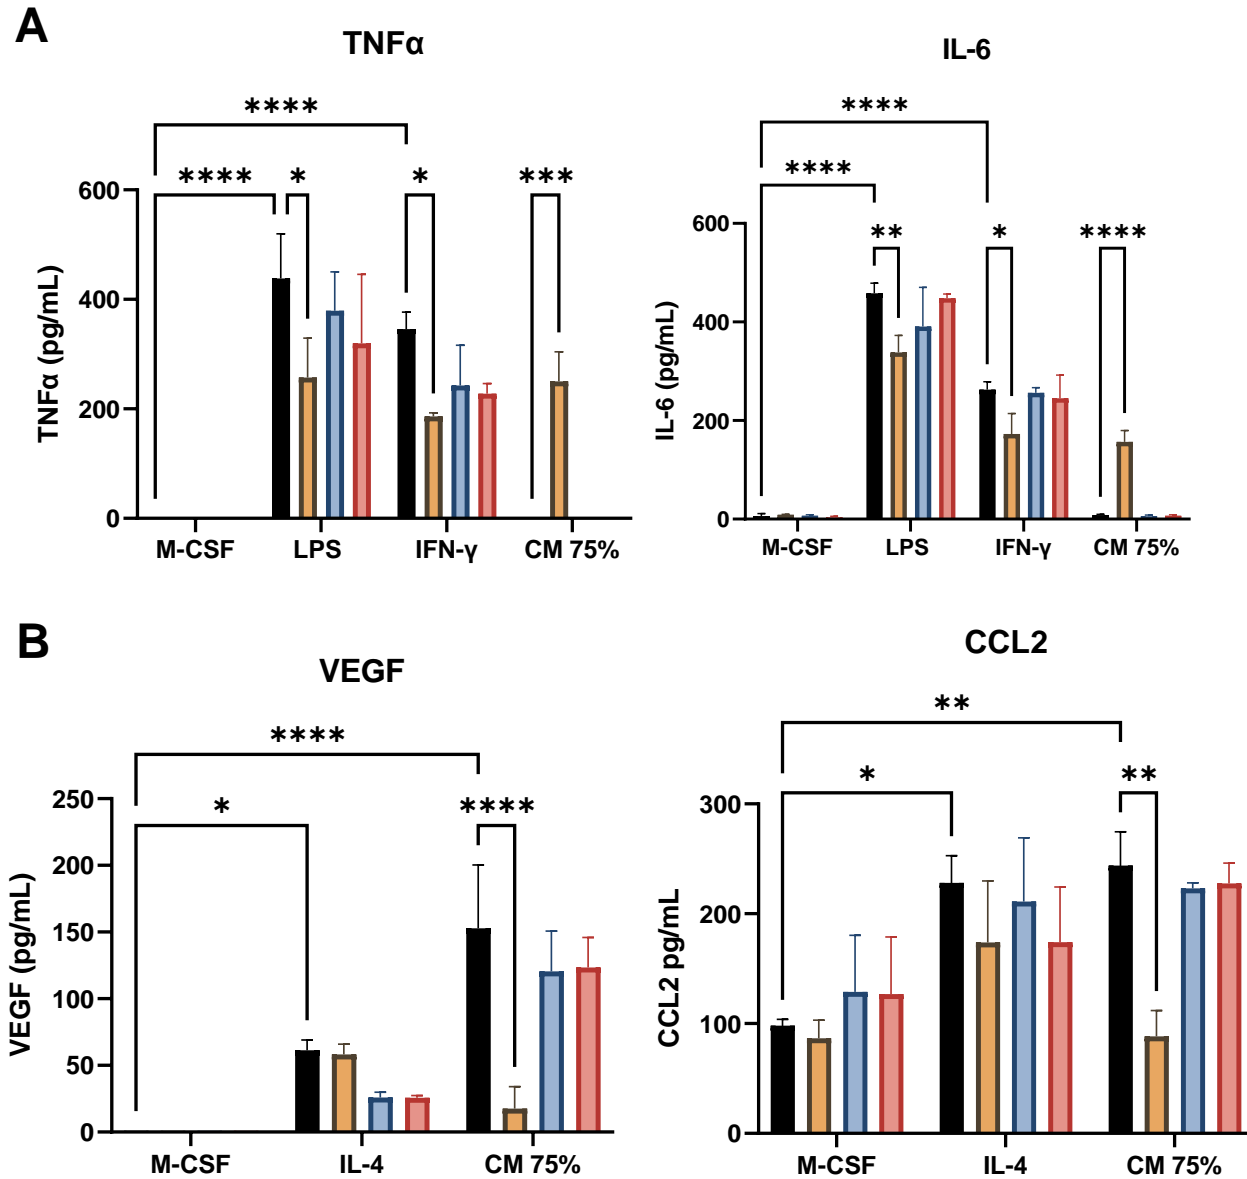 A
TNFα
****
**** * * ***
TNFα (pg/mL)
600
400
200
0
M-CSF LPS IFN-γ CM 75%
IL-6
****
****
** * ****
IL-6 (pg/mL)
600
400
200
0
M-CSF LPS IFN-γ CM 75%
B
VEGF
****
* ****
VEGF (pg/mL)
250
200
150
100
50
0
M-CSF IL-4 CM 75%
CCL2
**
* **
CCL2 pg/mL
300
200
100
0
M-CSF IL-4 CM 75%